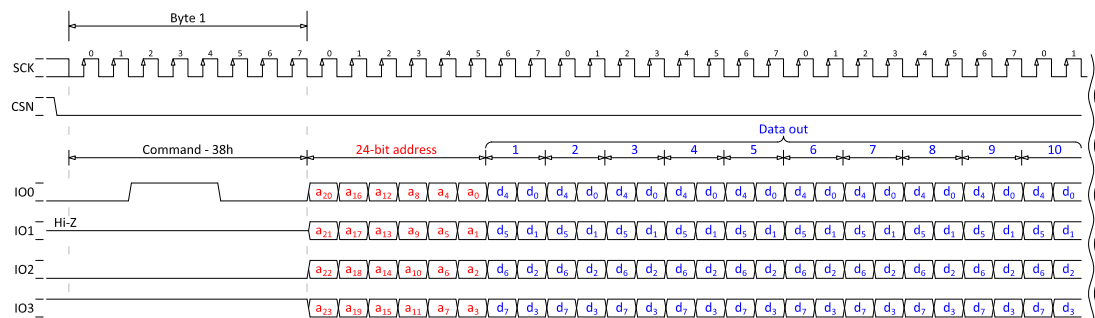 Byte 1
0 1 2 3 4 5 6 7 0 1 2 3 4 5 6 7 0 1 2 3 4 5 6 7 0 1 2 3 4 5 6 7 0 1
SCK
CSN
Data out
Command - 38h 24-bit address 1 2 3 4 5 6 7 8 9 10
IO0 a₂₀ a₁₆ a₁₂ a₈ a₄ a₀ d₄ d₀ d₄ d₀ d₄ d₀ d₄ d₀ d₄ d₀ d₄ d₀ d₄ d₀ d₄ d₀ d₄ d₀ d₄ d₀
Hi-Z
IO1 a₂₁ a₁₇ a₁₃ a₉ a₅ a₁ d₅ d₁ d₅ d₁ d₅ d₁ d₅ d₁ d₅ d₁ d₅ d₁ d₅ d₁ d₅ d₁ d₅ d₁ d₅ d₁
IO2 a₂₂ a₁₈ a₁₄ a₁₀ a₆ a₂ d₆ d₂ d₆ d₂ d₆ d₂ d₆ d₂ d₆ d₂ d₆ d₂ d₆ d₂ d₆ d₂ d₆ d₂ d₆ d₂
IO3 a₂₃ a₁₉ a₁₅ a₁₁ a₇ a₃ d₇ d₃ d₇ d₃ d₇ d₃ d₇ d₃ d₇ d₃ d₇ d₃ d₇ d₃ d₇ d₃ d₇ d₃ d₇ d₃